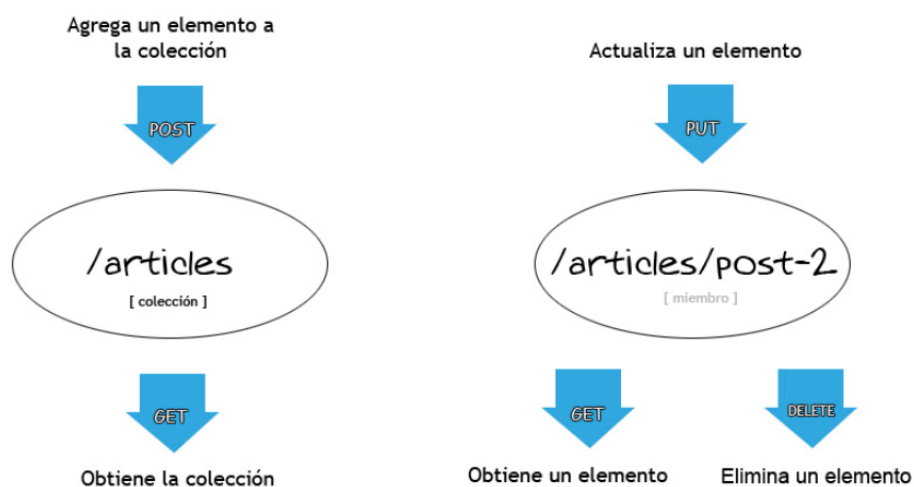 Agrega un elemento a
la colección
POST
/articles
[ colección ]
GET
Obtiene la colección
Actualiza un elemento
PUT
/articles/post-2
[ miembro ]
GET
DELETE
Obtiene un elemento
Elimina un elemento